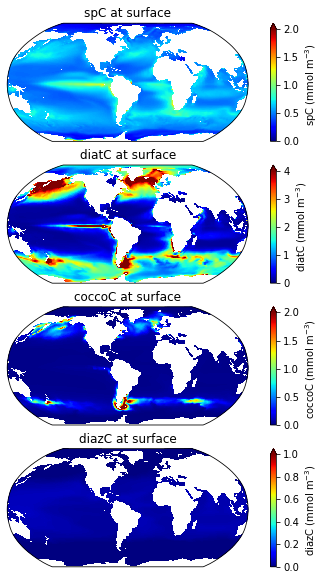 spC at surface
2.0
1.5
1.0
0.5
0.0
spC (mmol m⁻³)
diatC at surface
4
3
2
1
0
diatC (mmol m⁻³)
coccoC at surface
2.0
1.5
1.0
0.5
0.0
coccoC (mmol m⁻³)
diazC at surface
1.0
0.8
0.6
0.4
0.2
0.0
diazC (mmol m⁻³)